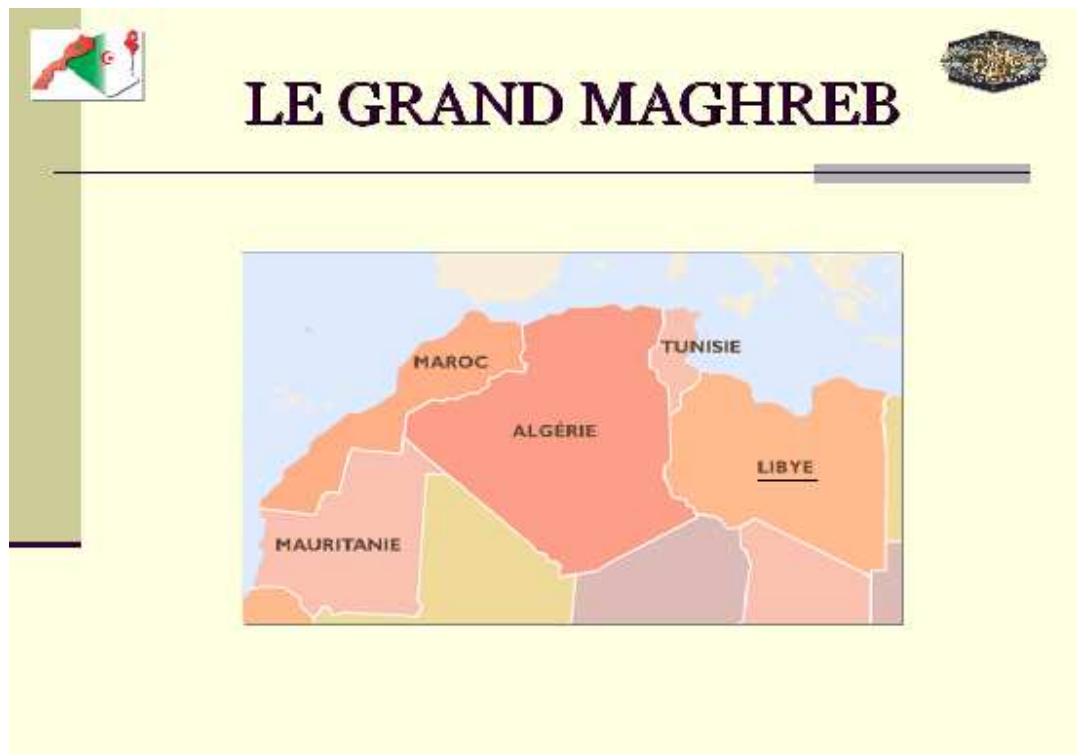 LE GRAND MAGHREB
MAROC
TUNISIE
ALGÉRIE
LIBYE
MAURITANIE